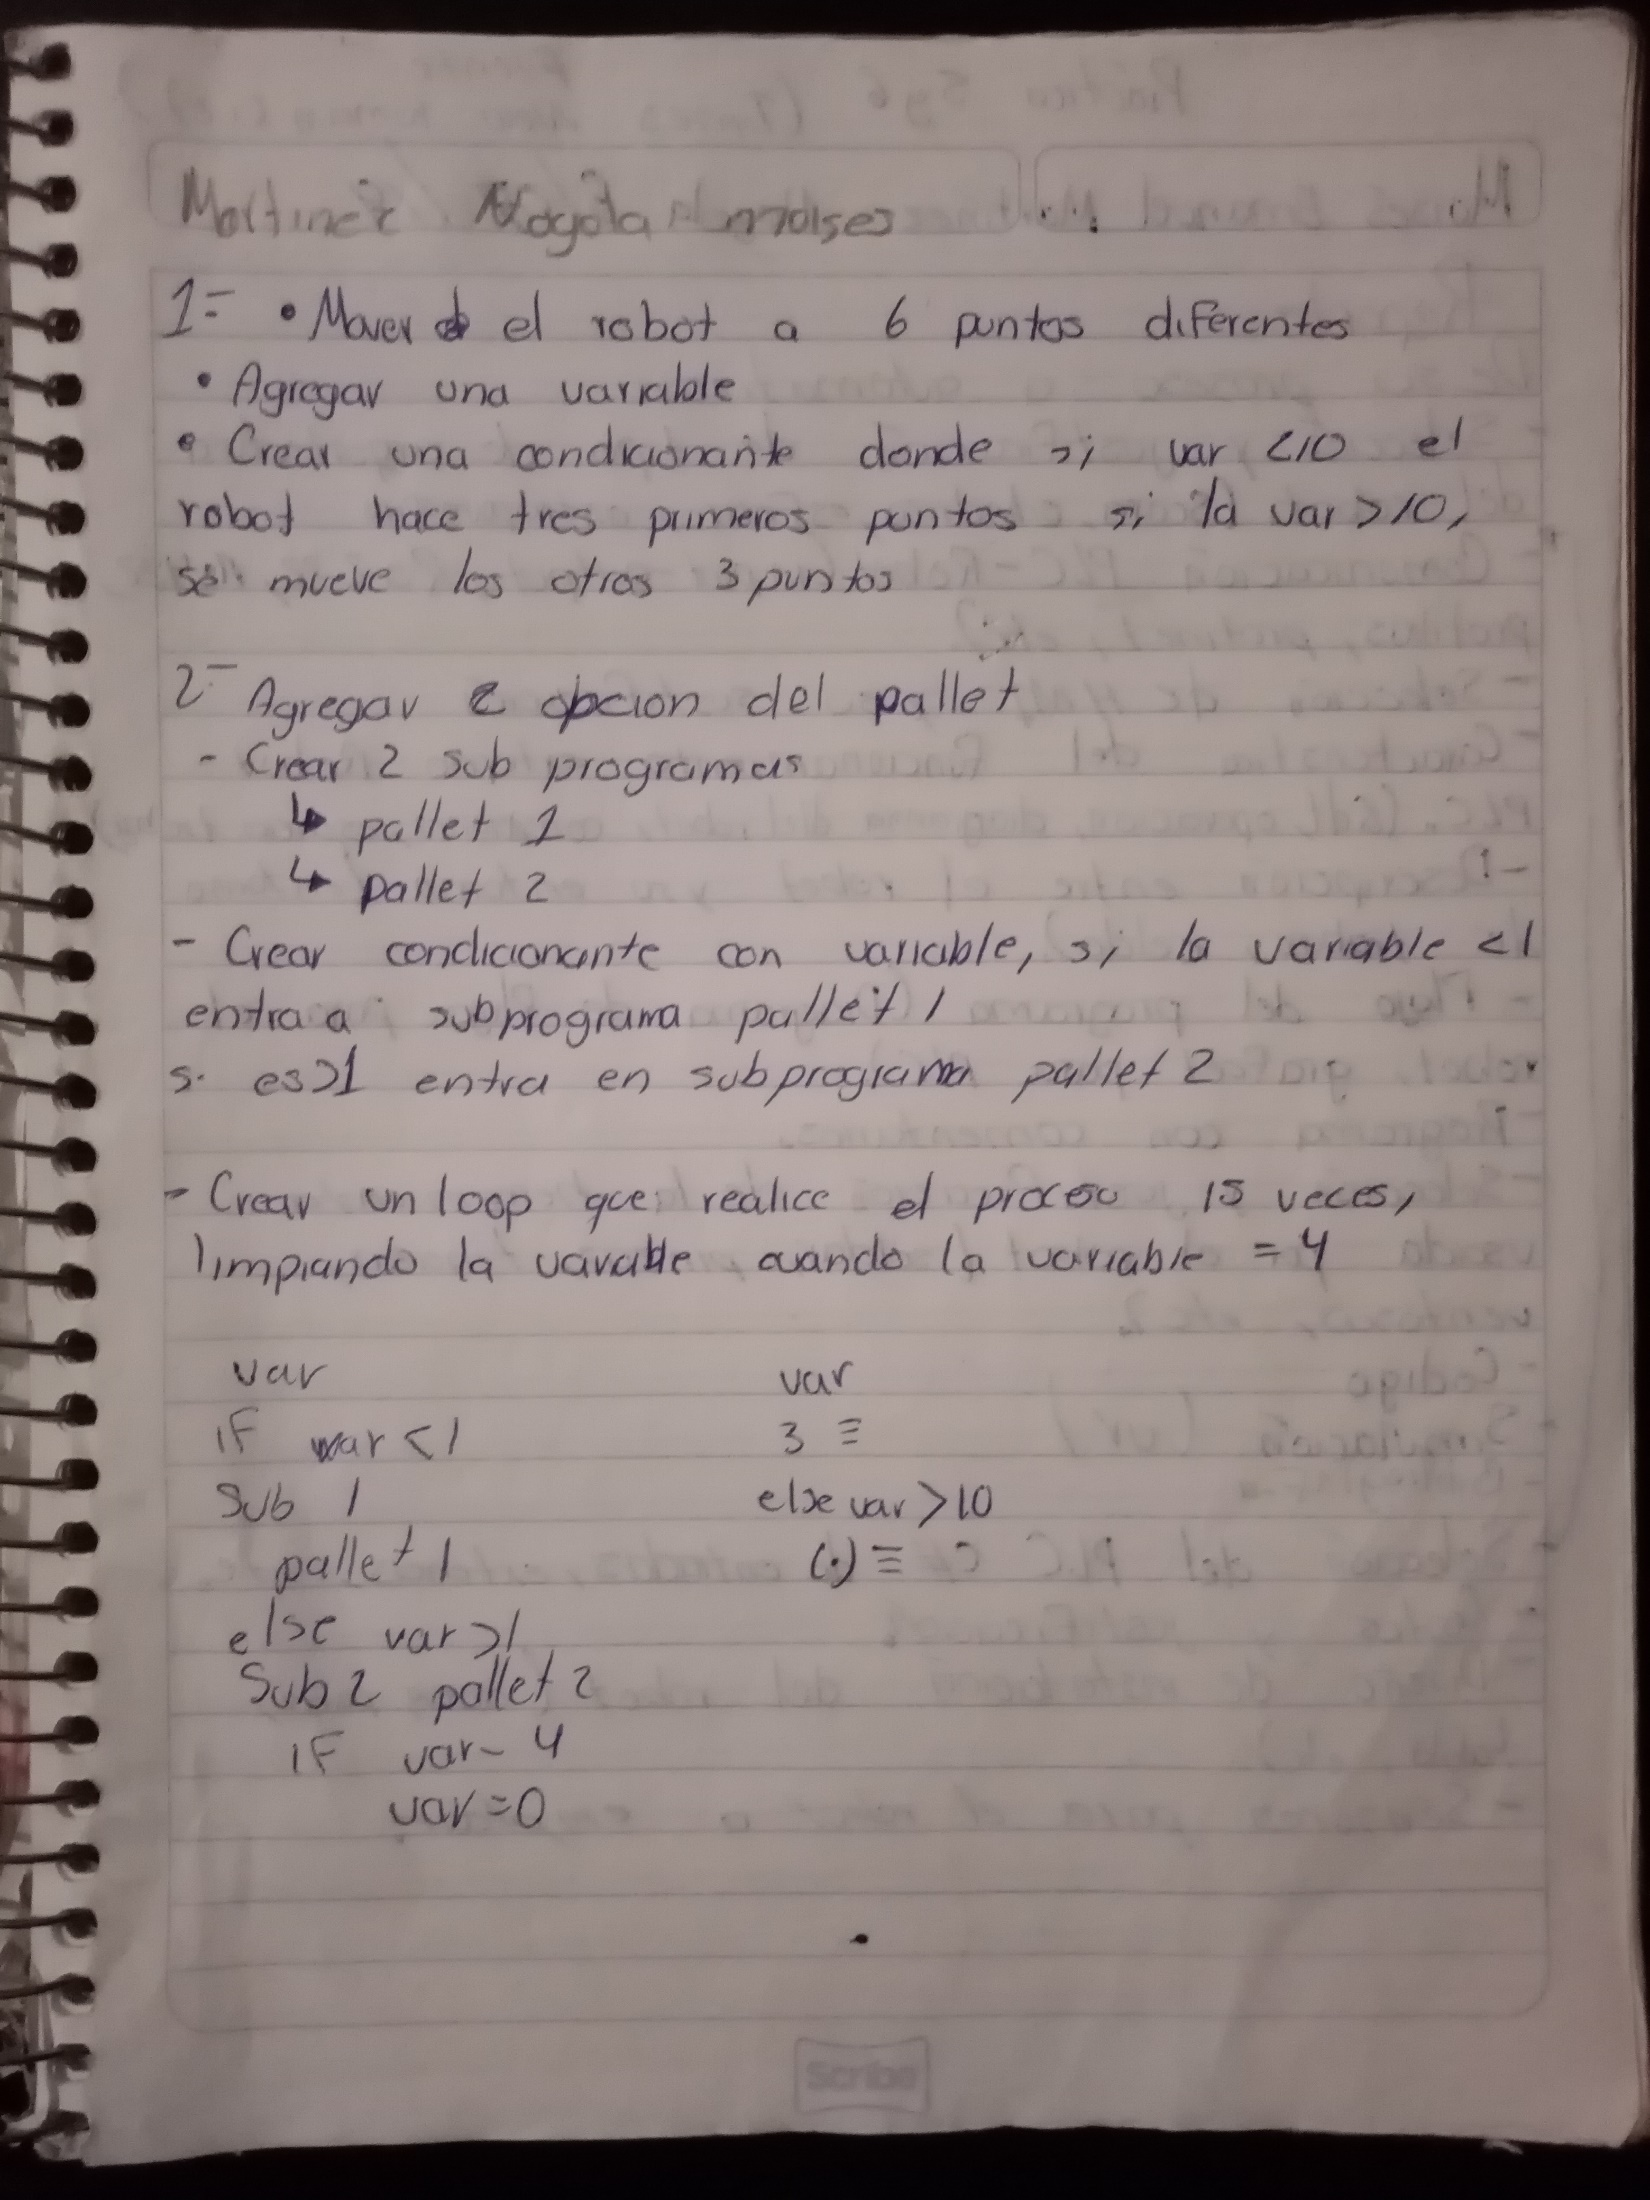 Martinez moises
1= • Mover el robot a 6 puntos diferentes
• Agregar una variable
• Crear una condicionante donde si var <10 el
robot hace tres primeros puntos si la var >10,
se mueve los otros 3 puntos
2- Agregar opcion del pallet
- Crear 2 sub programas
↳ pallet 1
↳ pallet 2
- Crear condicionante con variable, si la variable <1
entra a subprograma pallet 1
si es>1 entra en subprograma pallet 2
- Crear un loop que realice el proceso 15 veces,
limpiando la variable cuando la variable = 4
var
if var <1
Sub 1
pallet 1
else var >1
Sub 2 pallet 2
if var - 4
var = 0
var
3 ≡
else var >10
(·) ≡
Scribe